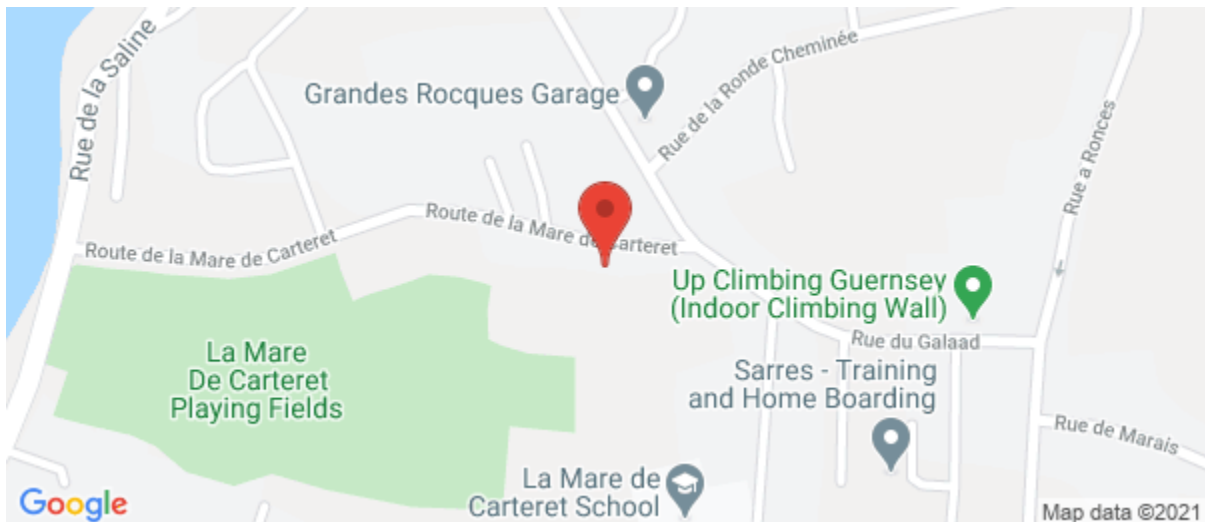 Rue de la Saline
Grandes Rocques Garage
Rue de la Ronde Cheminée
Rue a Ronces
Route de la Mare de Carteret
Route de la Mare de Carteret
Up Climbing Guernsey
(Indoor Climbing Wall)
Rue du Galaad
La Mare
De Carteret
Playing Fields
Sarres - Training
and Home Boarding
Rue de Marais
La Mare de
Carteret School
Google
Map data ©2021